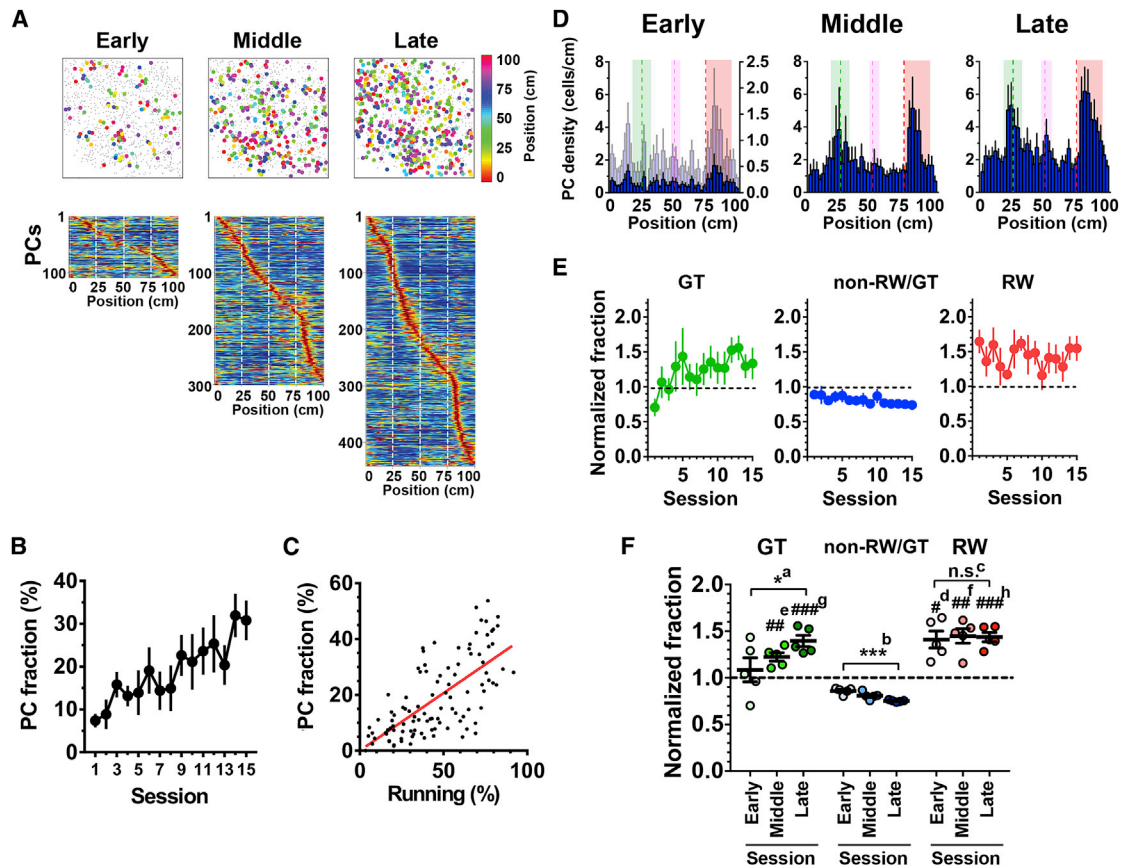 A
Early Middle Late
100
75
50
25
0
Position (cm)
PCs
1
100
0 25 50 75 100
Position (cm)
1
100
200
300
0 25 50 75 100
Position (cm)
1
100
200
300
400
0 25 50 75 100
Position (cm)
B
PC fraction (%)
40
30
20
10
0
1 3 5 7 9 11 13 15
Session
C
PC fraction (%)
60
40
20
0
0 50 100
Running (%)
D
Early Middle Late
PC density (cells/cm)
8
6
4
2
0
2.5
2.0
1.5
1.0
0.5
0.0
0 25 50 75 100
Position (cm)
8
6
4
2
0
0 25 50 75 100
Position (cm)
8
6
4
2
0
0 25 50 75 100
Position (cm)
E
GT non-RW/GT RW
Normalized fraction
2.0
1.5
1.0
0.5
0.0
5 10 15
Session
2.0
1.5
1.0
0.5
0.0
0 5 10 15
Session
2.0
1.5
1.0
0.5
0.0
0 5 10 15
Session
F
GT non-RW/GT RW
Normalized fraction
2.0
1.5
1.0
0.5
0.0
*a
##e
###g
***b
n.s.c
#d
##f
###h
Early Middle Late
Session
Early Middle Late
Session
Early Middle Late
Session